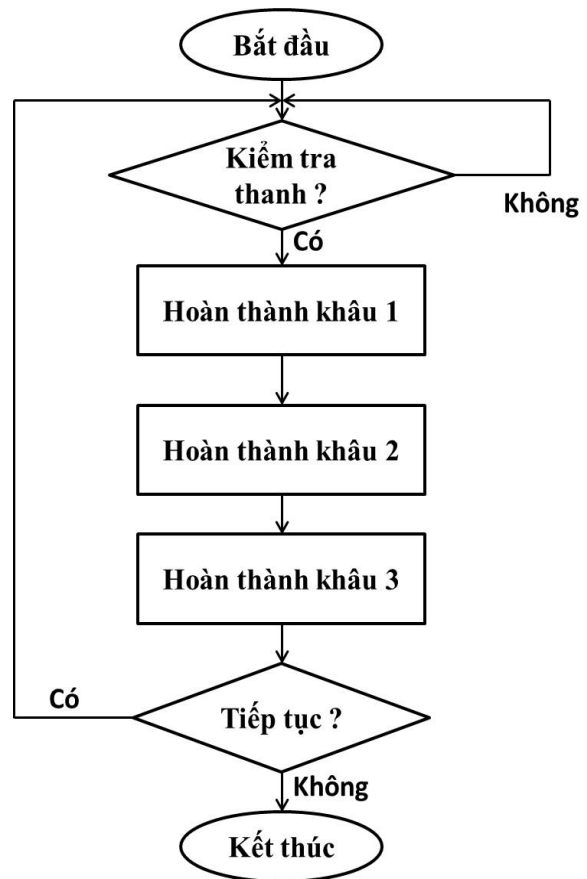 Bắt đầu
Kiểm tra
thanh ?
Không
Có
Hoàn thành khâu 1
Hoàn thành khâu 2
Hoàn thành khâu 3
Có
Tiếp tục ?
Không
Kết thúc